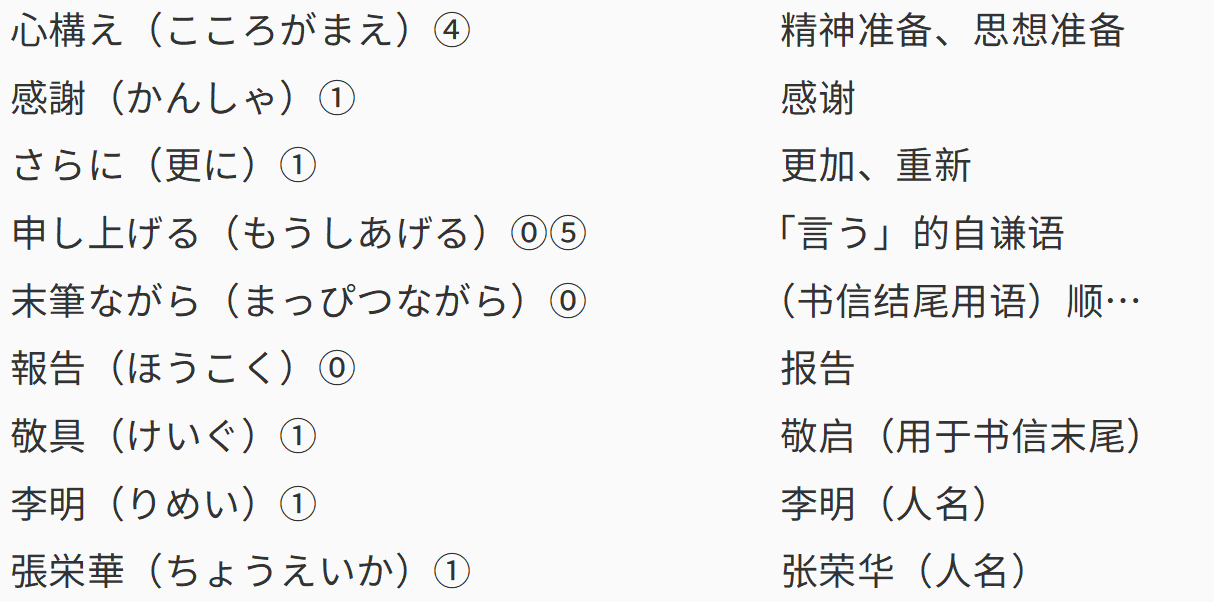 心構え（こころがまえ）④ 精神准备、思想准备
感謝（かんしゃ）① 感谢
さらに（更に）① 更加、重新
申し上げる（もうしあげる）⓪⑤ 「言う」的自谦语
末筆ながら（まっぴつながら）⓪ （书信结尾用语）顺…
報告（ほうこく）⓪ 报告
敬具（けいぐ）① 敬启（用于书信末尾）
李明（りめい）① 李明（人名）
張栄華（ちょうえいか）① 张荣华（人名）